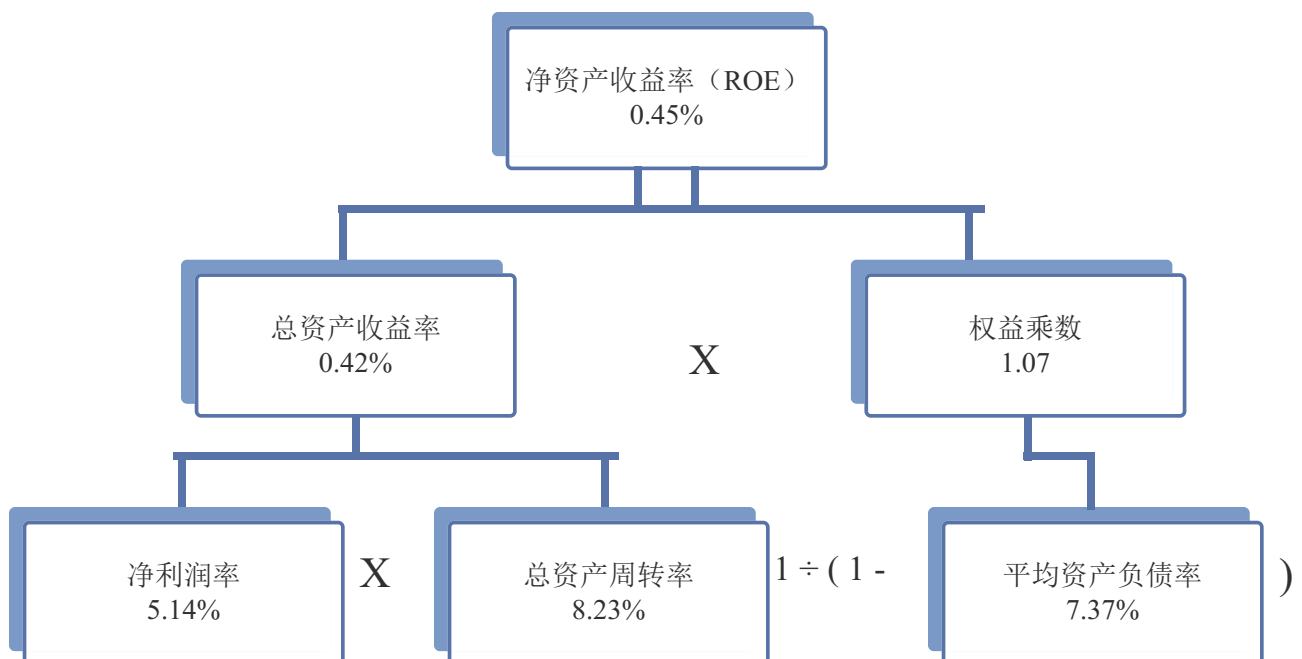 净资产收益率（ROE）
0.45%
总资产收益率
0.42%
X
权益乘数
1.07
净利润率
5.14%
X
总资产周转率
8.23%
1 ÷ ( 1 -
平均资产负债率
7.37%
)